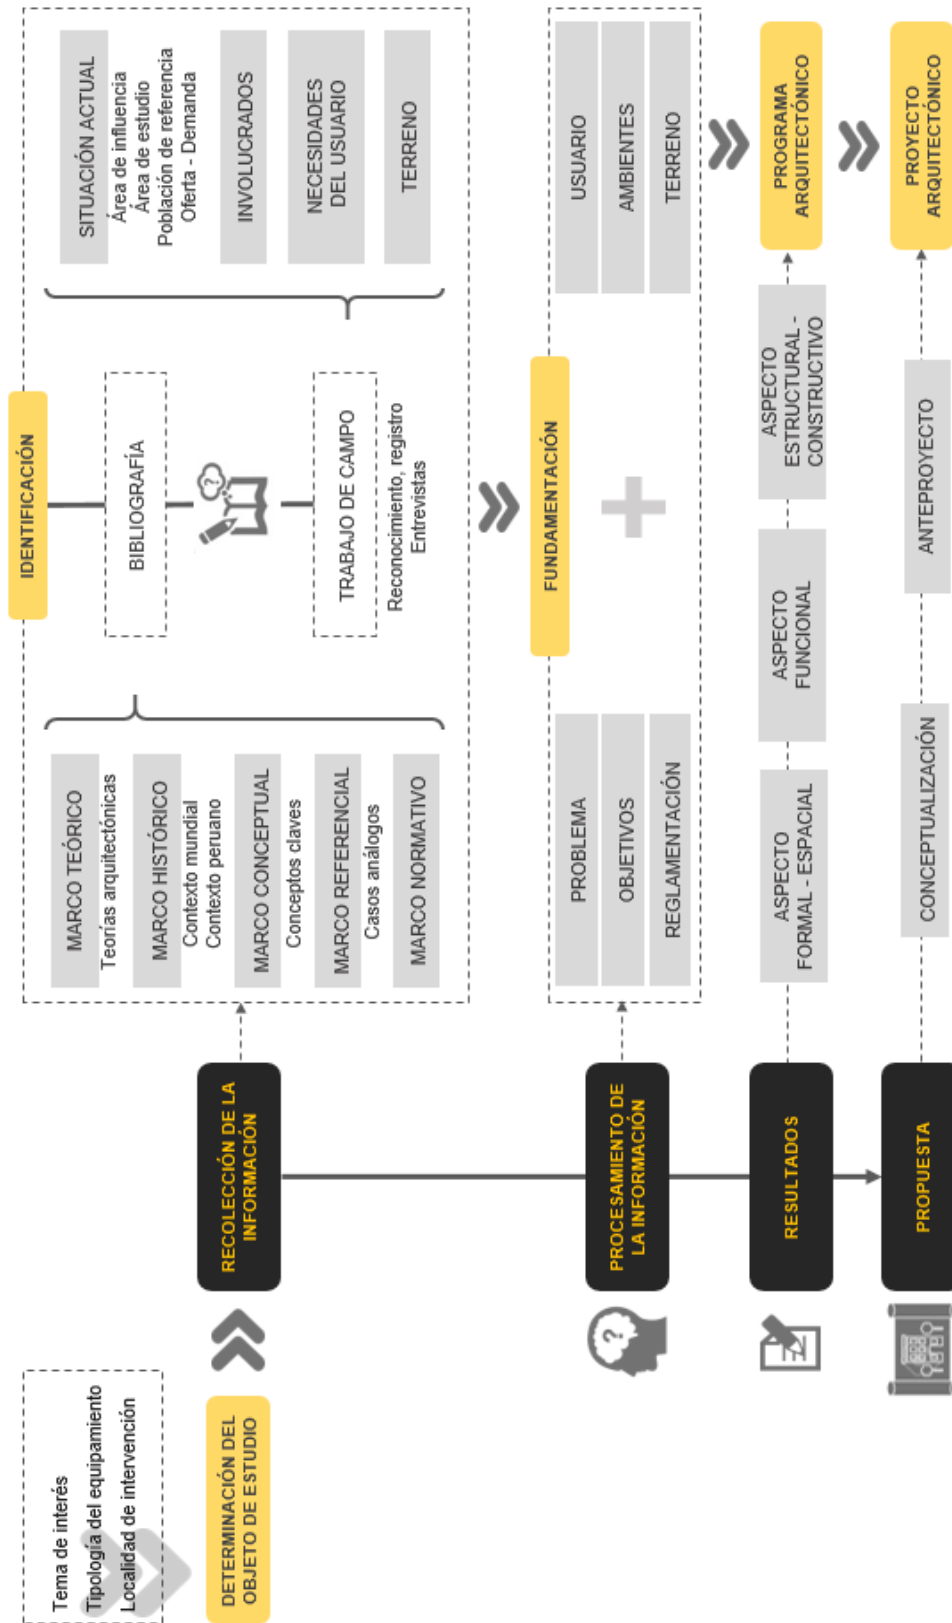 Tema de interés
Tipología del equipamiento
Localidad de intervención
DETERMINACIÓN DEL
OBJETO DE ESTUDIO
RECOLECCIÓN DE LA
INFORMACIÓN
IDENTIFICACIÓN
MARCO TEÓRICO
Teorías arquitectónicas
MARCO HISTÓRICO
Contexto mundial
Contexto peruano
MARCO CONCEPTUAL
Conceptos claves
MARCO REFERENCIAL
Casos análogos
MARCO NORMATIVO
BIBLIOGRAFÍA
TRABAJO DE CAMPO
Reconocimiento, registro
Entrevistas
SITUACIÓN ACTUAL
Área de influencia
Área de estudio
Población de referencia
Oferta - Demanda
INVOLUCRADOS
NECESIDADES
DEL USUARIO
TERRENO
PROCESAMIENTO DE
LA INFORMACIÓN
FUNDAMENTACIÓN
PROBLEMA
OBJETIVOS
REGLAMENTACIÓN
USUARIO
AMBIENTES
TERRENO
RESULTADOS
ASPECTO
FORMAL - ESPACIAL
ASPECTO
FUNCIONAL
ASPECTO
ESTRUCTURAL -
CONSTRUCTIVO
PROGRAMA
ARQUITECTÓNICO
PROPUESTA
CONCEPTUALIZACIÓN
ANTEPROYECTO
PROYECTO
ARQUITECTÓNICO